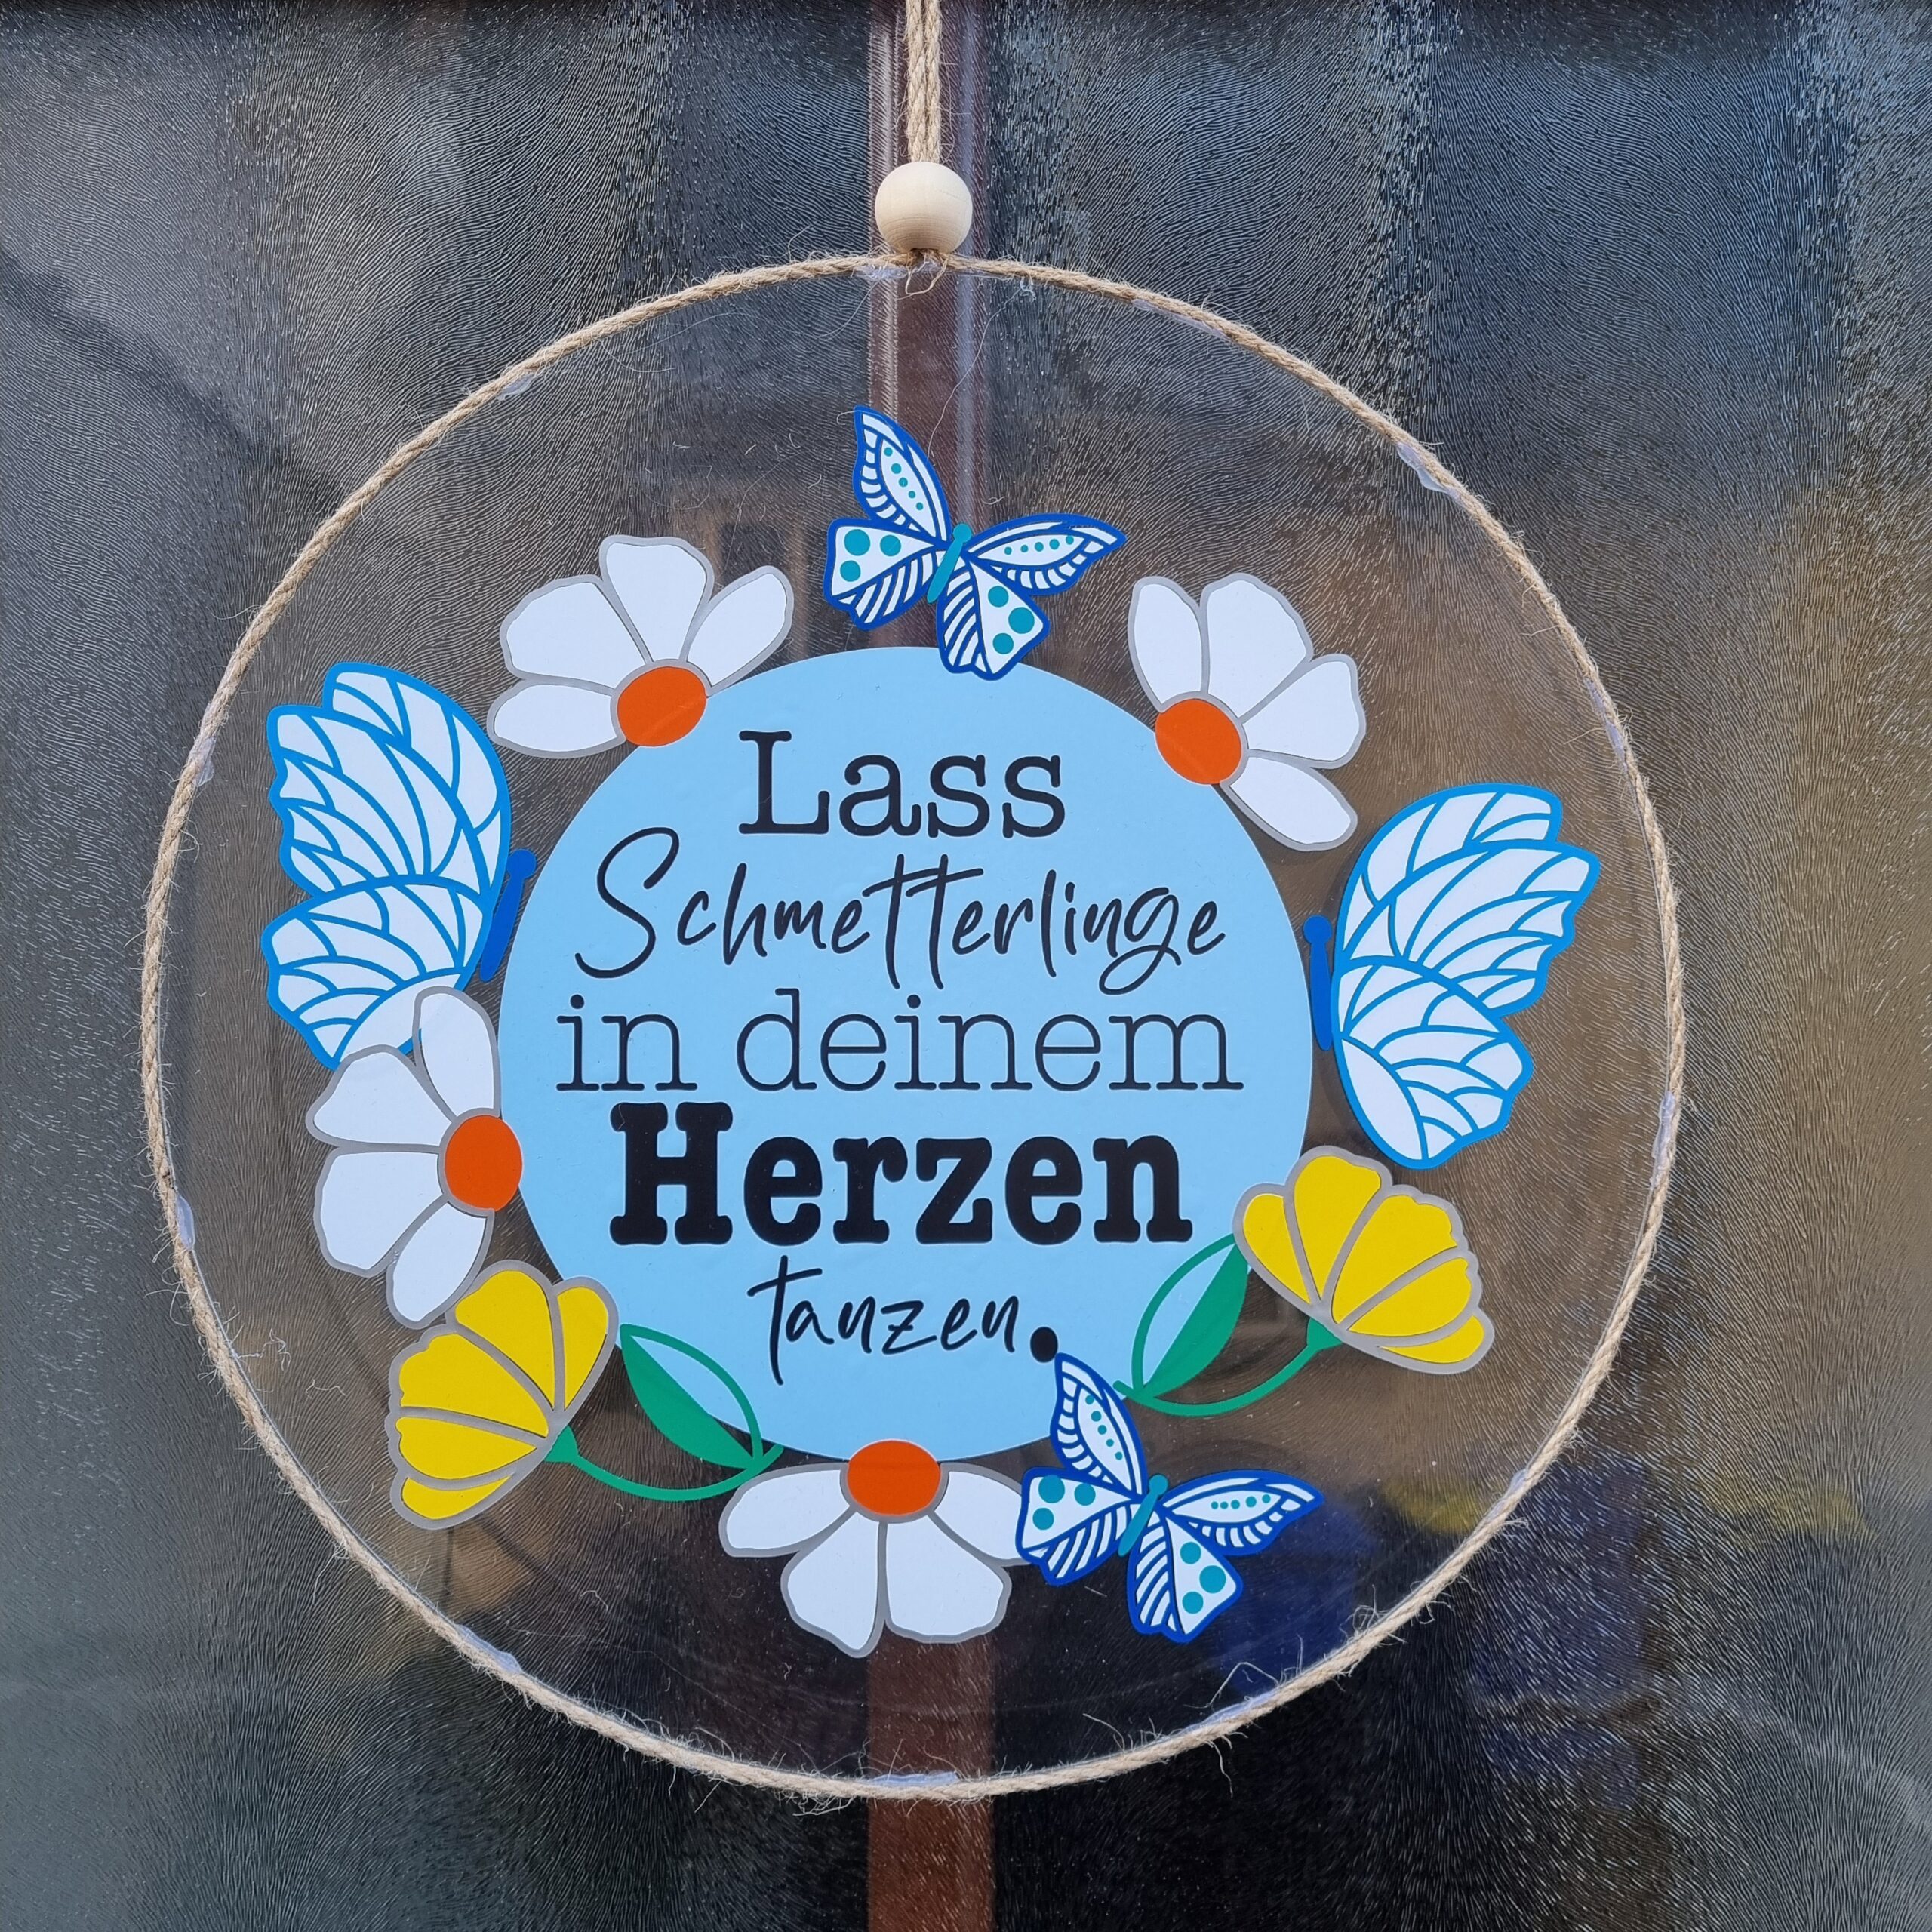 Lass
Schmetterlinge
in deinem
Herzen
tanzen.